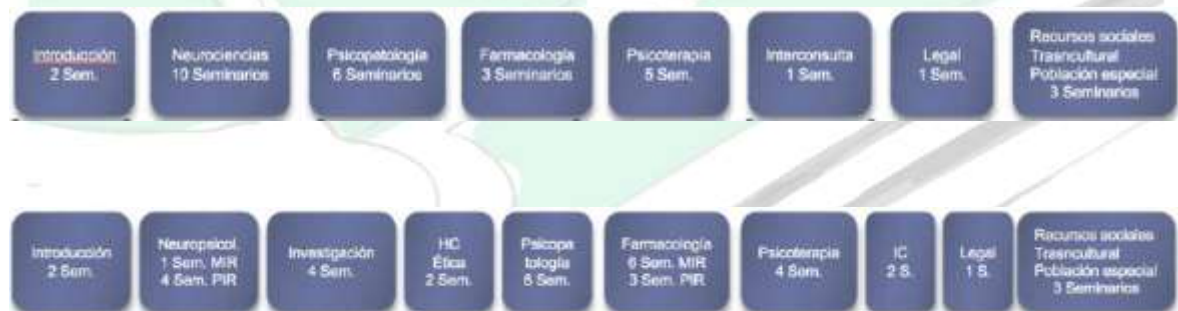 Introducción
2 Sem.
Neurociencias
10 Seminarios
Psicopatología
6 Seminarios
Farmacología
3 Seminarios
Psicoterapia
5 Sem.
Interconsulta
1 Sem.
Legal
1 Sem.
Recursos sociales
Trasncultural
Población especial
3 Seminarios
Introducción
2 Sem.
Neuropsicol.
1 Sem. MIR
4 Sem. PIR
Investigación
4 Sem.
HC
Ética
2 Sem.
Psicopa
tología
5 Sem.
Farmacología
6 Sem. MIR
3 Sem. PIR
Psicoterapia
4 Sem.
IC
2 S.
Legal
1 S.
Recursos sociales
Trasncultural
Población especial
3 Seminarios